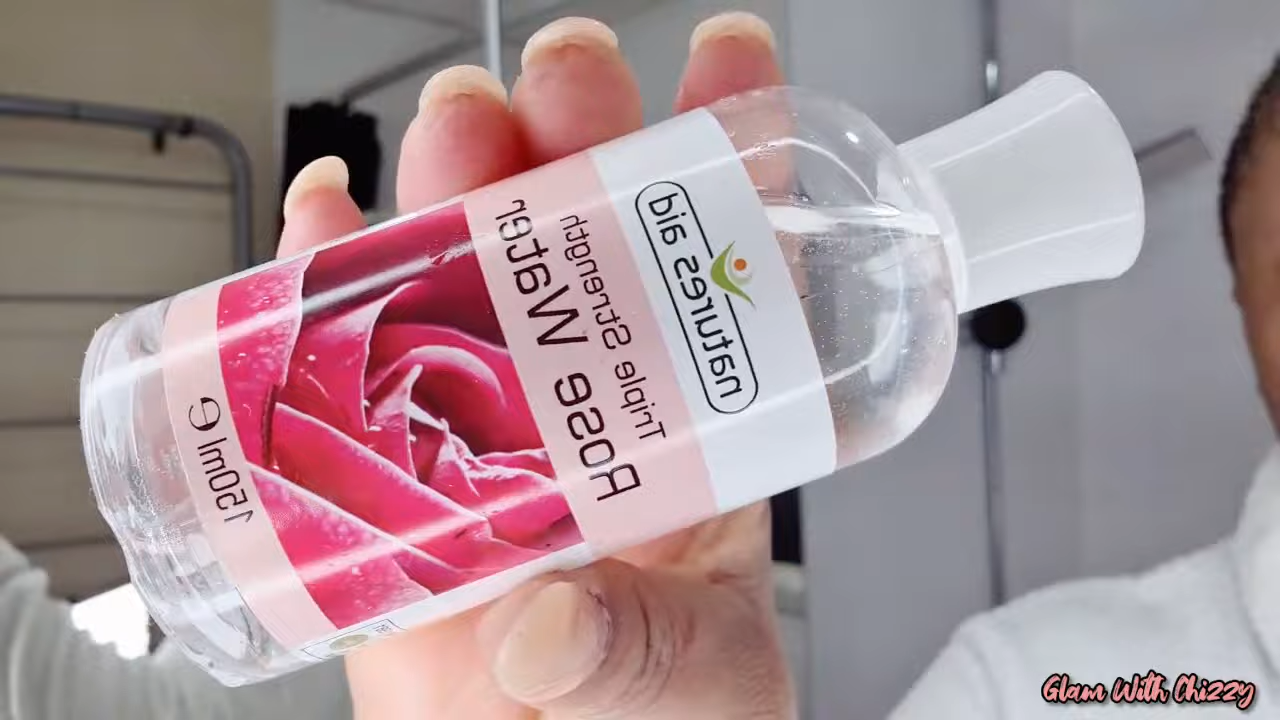 natures aid
Triple Strength
Rose Water
150ml e
Glam With Chizzy